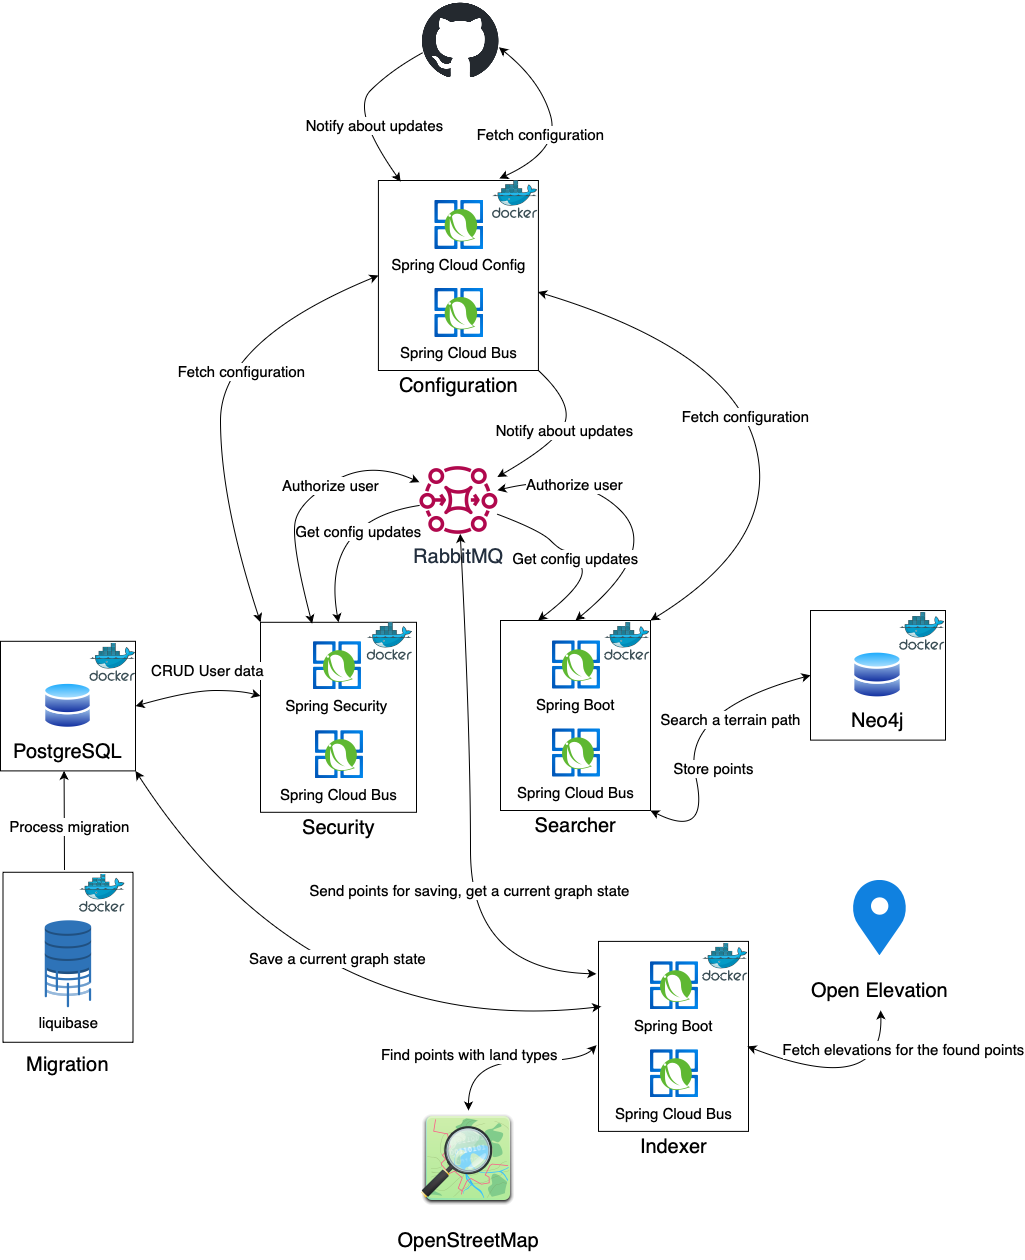 Notify about updates
Fetch configuration
docker
Spring Cloud Config
Spring Cloud Bus
Configuration
Fetch configuration
Fetch configuration
Notify about updates
Authorize user
Authorize user
Get config updates
RabbitMQ
Get config updates
docker
docker
docker
docker
CRUD User data
Spring Security
Spring Boot
Search a terrain path
Neo4j
PostgreSQL
Store points
Spring Cloud Bus
Spring Cloud Bus
Process migration
Security
Searcher
docker
Send points for saving, get a current graph state
Save a current graph state
docker
Open Elevation
liquibase
Spring Boot
Migration
Find points with land types
Fetch elevations for the found points
Spring Cloud Bus
Indexer
OpenStreetMap